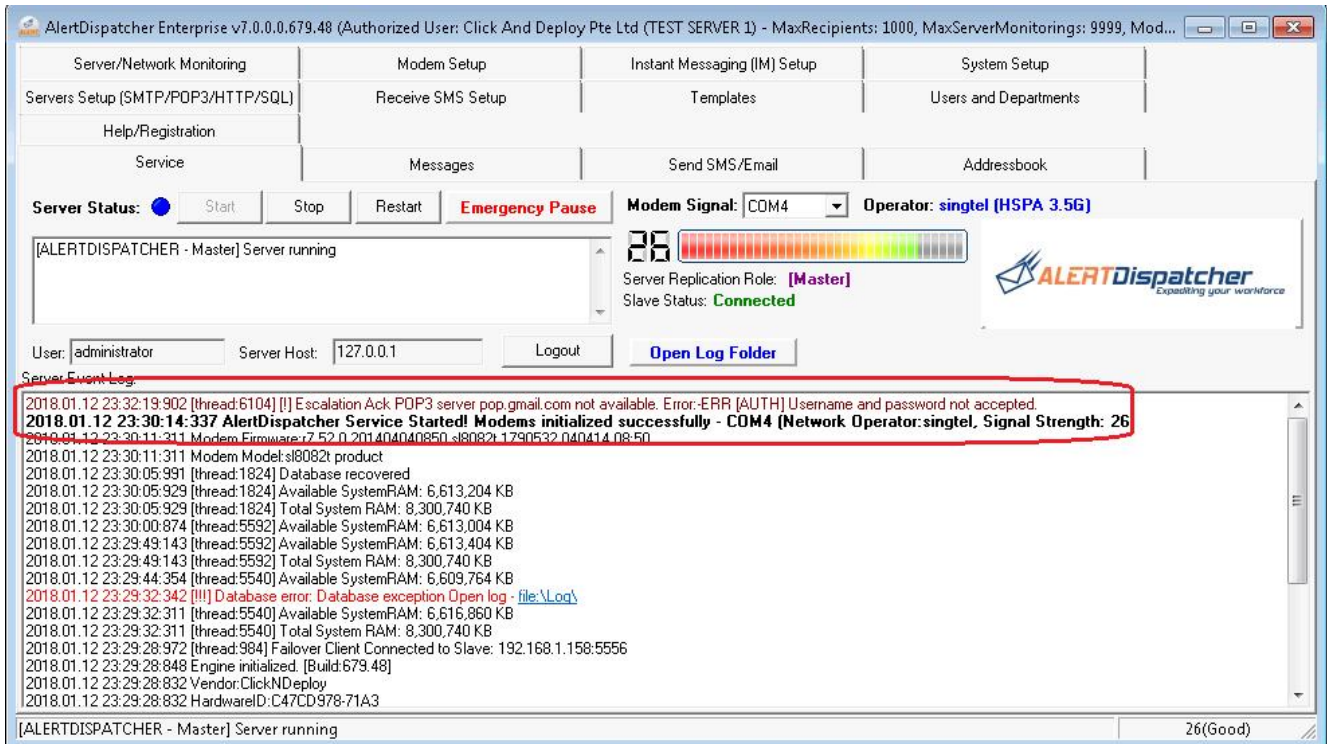 AlertDispatcher Enterprise v7.0.0.0.679.48 (Authorized User: Click And Deploy Pte Ltd (TEST SERVER 1) - MaxRecipients: 1000, MaxServerMonitorings: 9999, Mod...
Server/Network Monitoring Modem Setup Instant Messaging (IM) Setup System Setup
Servers Setup (SMTP/POP3/HTTP/SQL) Receive SMS Setup Templates Users and Departments
Help/Registration
Service Messages Send SMS/Email Addressbook
Server Status: Start Stop Restart Emergency Pause Modem Signal: COM4 Operator: singtel (HSPA 3.5G)
[ALERTDISPATCHER - Master] Server running
26
Server Replication Role: [Master]
Slave Status: Connected
ALERTDispatcher
Expediting your workforce
User: administrator Server Host: 127.0.0.1 Logout Open Log Folder
Server Event Log:
2018.01.12 23:32:19:902 [thread:6104] [!] Escalation Ack POP3 server pop.gmail.com not available. Error:-ERR [AUTH] Username and password not accepted.
2018.01.12 23:30:14:337 AlertDispatcher Service Started! Modems initialized successfully - COM4 (Network Operator:singtel, Signal Strength: 26
2018.01.12 23:30:11:311 Modem Firmware:r7.52.0.201404040850.sl8082t.1790532.040414.08:50
2018.01.12 23:30:11:311 Modem Model:sl8082t product
2018.01.12 23:30:05:991 [thread:1824] Database recovered
2018.01.12 23:30:05:929 [thread:1824] Available SystemRAM: 6,613,204 KB
2018.01.12 23:30:05:929 [thread:1824] Total System RAM: 8,300,740 KB
2018.01.12 23:30:00:874 [thread:5592] Available SystemRAM: 6,613,004 KB
2018.01.12 23:29:49:143 [thread:5592] Available SystemRAM: 6,613,404 KB
2018.01.12 23:29:49:143 [thread:5592] Total System RAM: 8,300,740 KB
2018.01.12 23:29:44:354 [thread:5540] Available SystemRAM: 6,609,764 KB
2018.01.12 23:29:32:342 [!!!] Database error: Database exception Open log - file:\Log\
2018.01.12 23:29:32:311 [thread:5540] Available SystemRAM: 6,616,860 KB
2018.01.12 23:29:32:311 [thread:5540] Total System RAM: 8,300,740 KB
2018.01.12 23:29:28:972 [thread:984] Failover Client Connected to Slave: 192.168.1.158:5556
2018.01.12 23:29:28:848 Engine initialized. [Build:679.48]
2018.01.12 23:29:28:832 Vendor:ClickNDeploy
2018.01.12 23:29:28:832 HardwareID:C47CD978-71A3
[ALERTDISPATCHER - Master] Server running 26(Good)